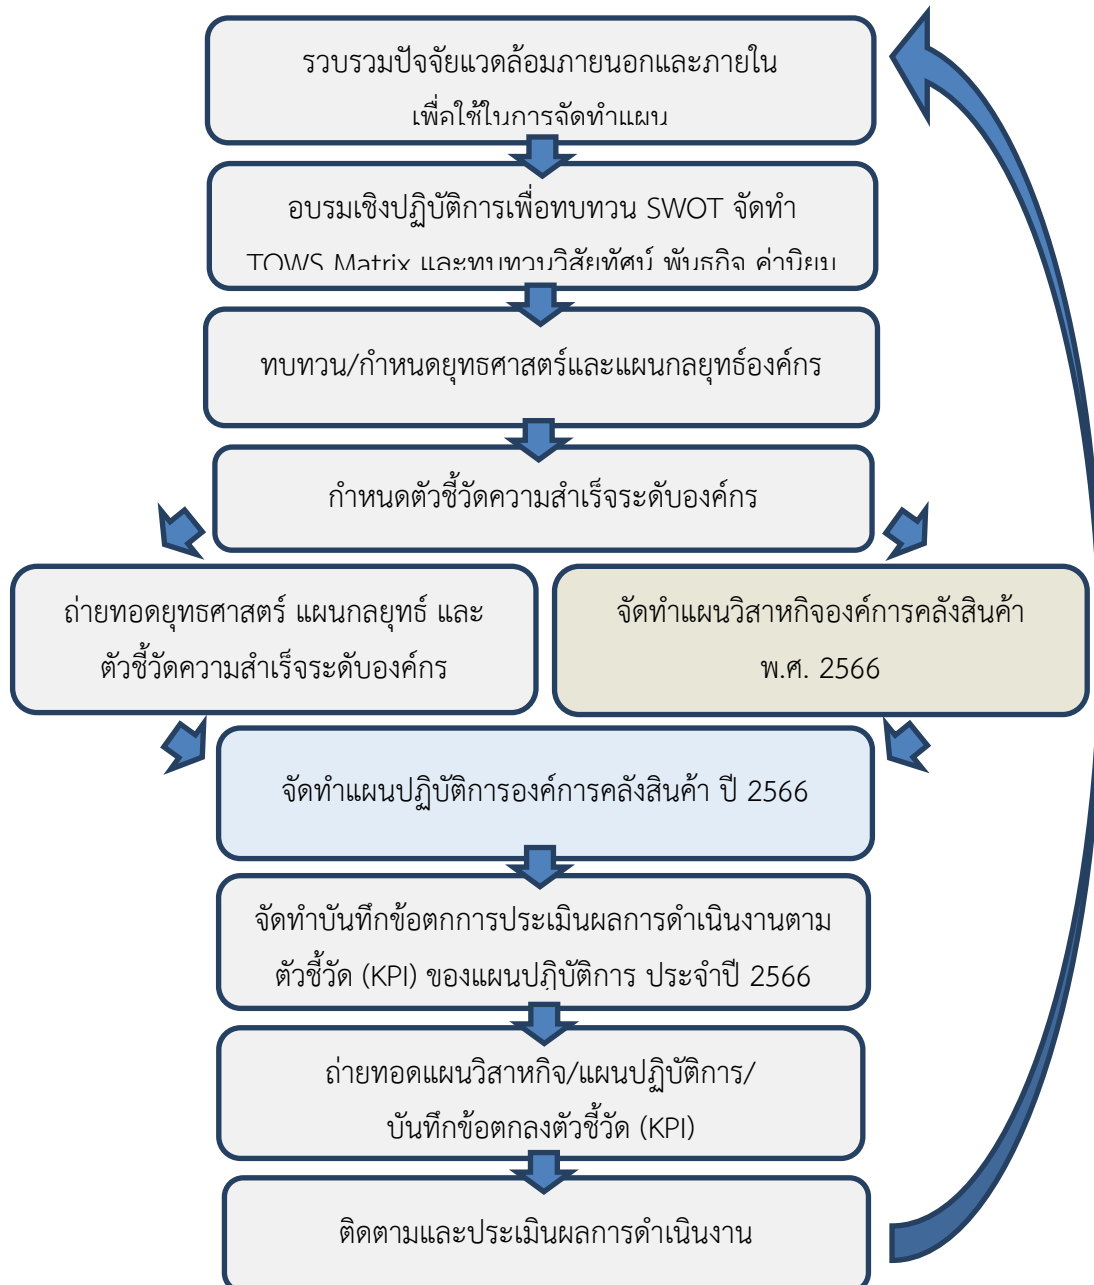 รวบรวมปัจจัยแวดล้อมภายนอกและภายใน
เพื่อใช้ในการจัดทำแผน
อบรมเชิงปฏิบัติการเพื่อทบทวน SWOT จัดทำ
TOWS Matrix และทบทวนวิสัยทัศน์ พันธกิจ ค่านิยม
ทบทวน/กำหนดยุทธศาสตร์และแผนกลยุทธ์องค์กร
กำหนดตัวชี้วัดความสำเร็จระดับองค์กร
ถ่ายทอดยุทธศาสตร์ แผนกลยุทธ์ และ
ตัวชี้วัดความสำเร็จระดับองค์กร
จัดทำแผนวิสาหกิจองค์การคลังสินค้า
พ.ศ. 2566
จัดทำแผนปฏิบัติการองค์การคลังสินค้า ปี 2566
จัดทำบันทึกข้อตกการประเมินผลการดำเนินงานตาม
ตัวชี้วัด (KPI) ของแผนปฏิบัติการ ประจำปี 2566
ถ่ายทอดแผนวิสาหกิจ/แผนปฏิบัติการ/
บันทึกข้อตกลงตัวชี้วัด (KPI)
ติดตามและประเมินผลการดำเนินงาน